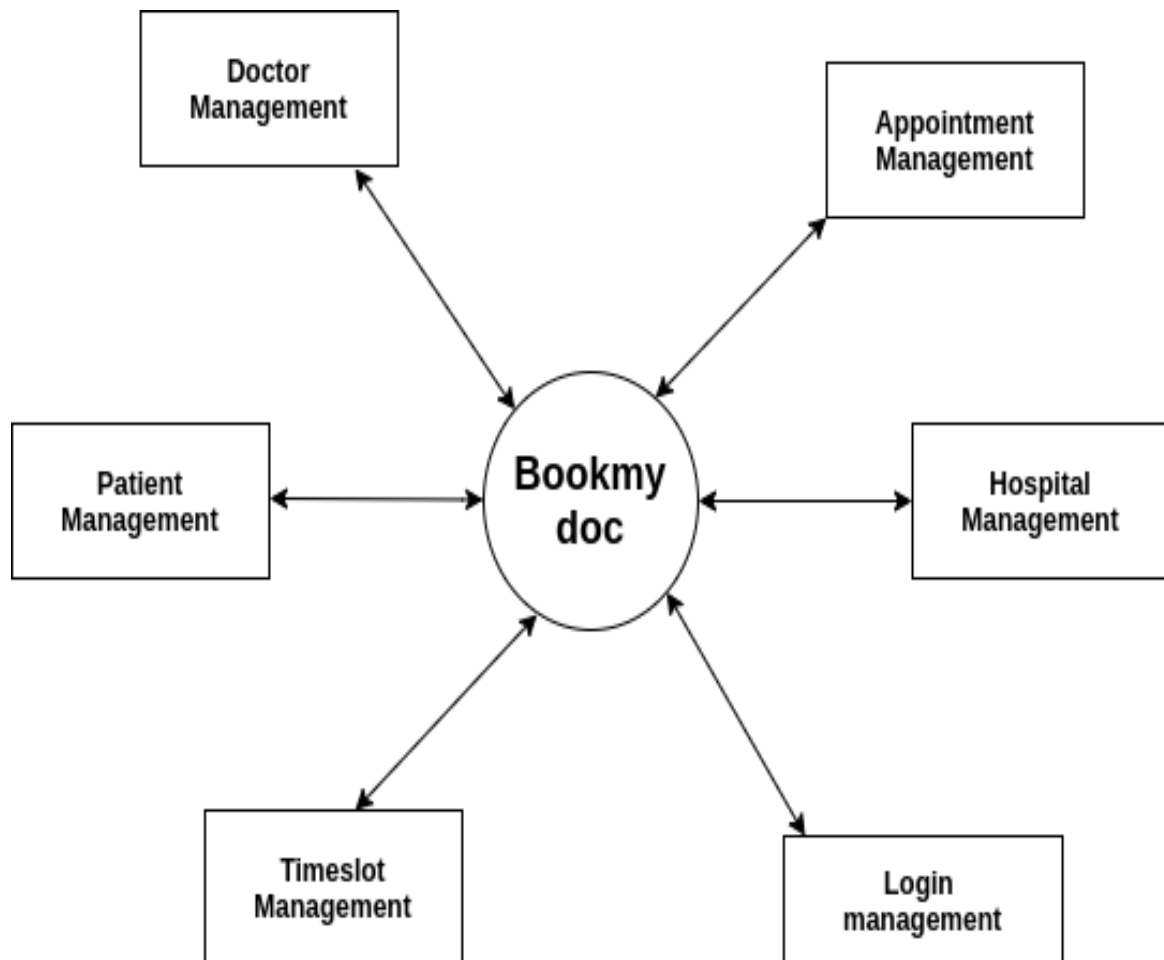 Doctor
Management
Appointment
Management
Patient
Management
Bookmy
doc
Hospital
Management
Timeslot
Management
Login
management